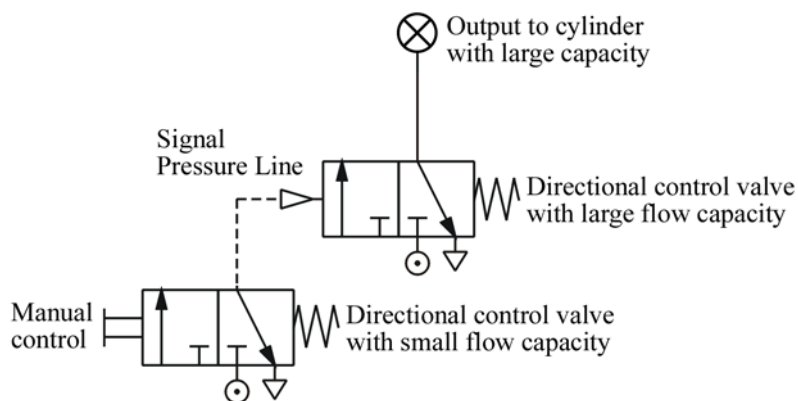 Output to cylinder
with large capacity
Signal
Pressure Line
Directional control valve
with large flow capacity
Manual
control
Directional control valve
with small flow capacity